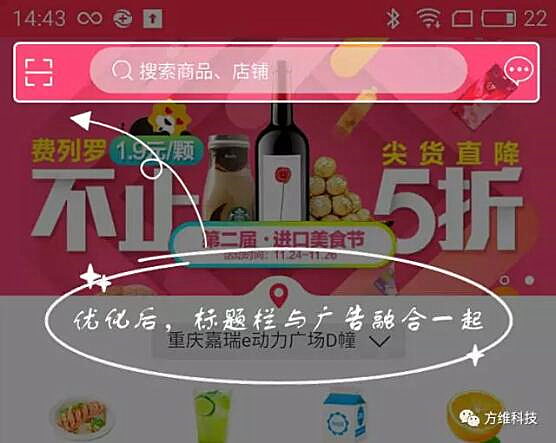 14:43
22
搜索商品、店铺
费列罗 1.9元/颗
尖货直降
不止5折
第二届·进口美食节
活动时间：11.24-11.26
优化后，标题栏与广告融合一起
重庆嘉瑞e动力广场D幢
方维科技